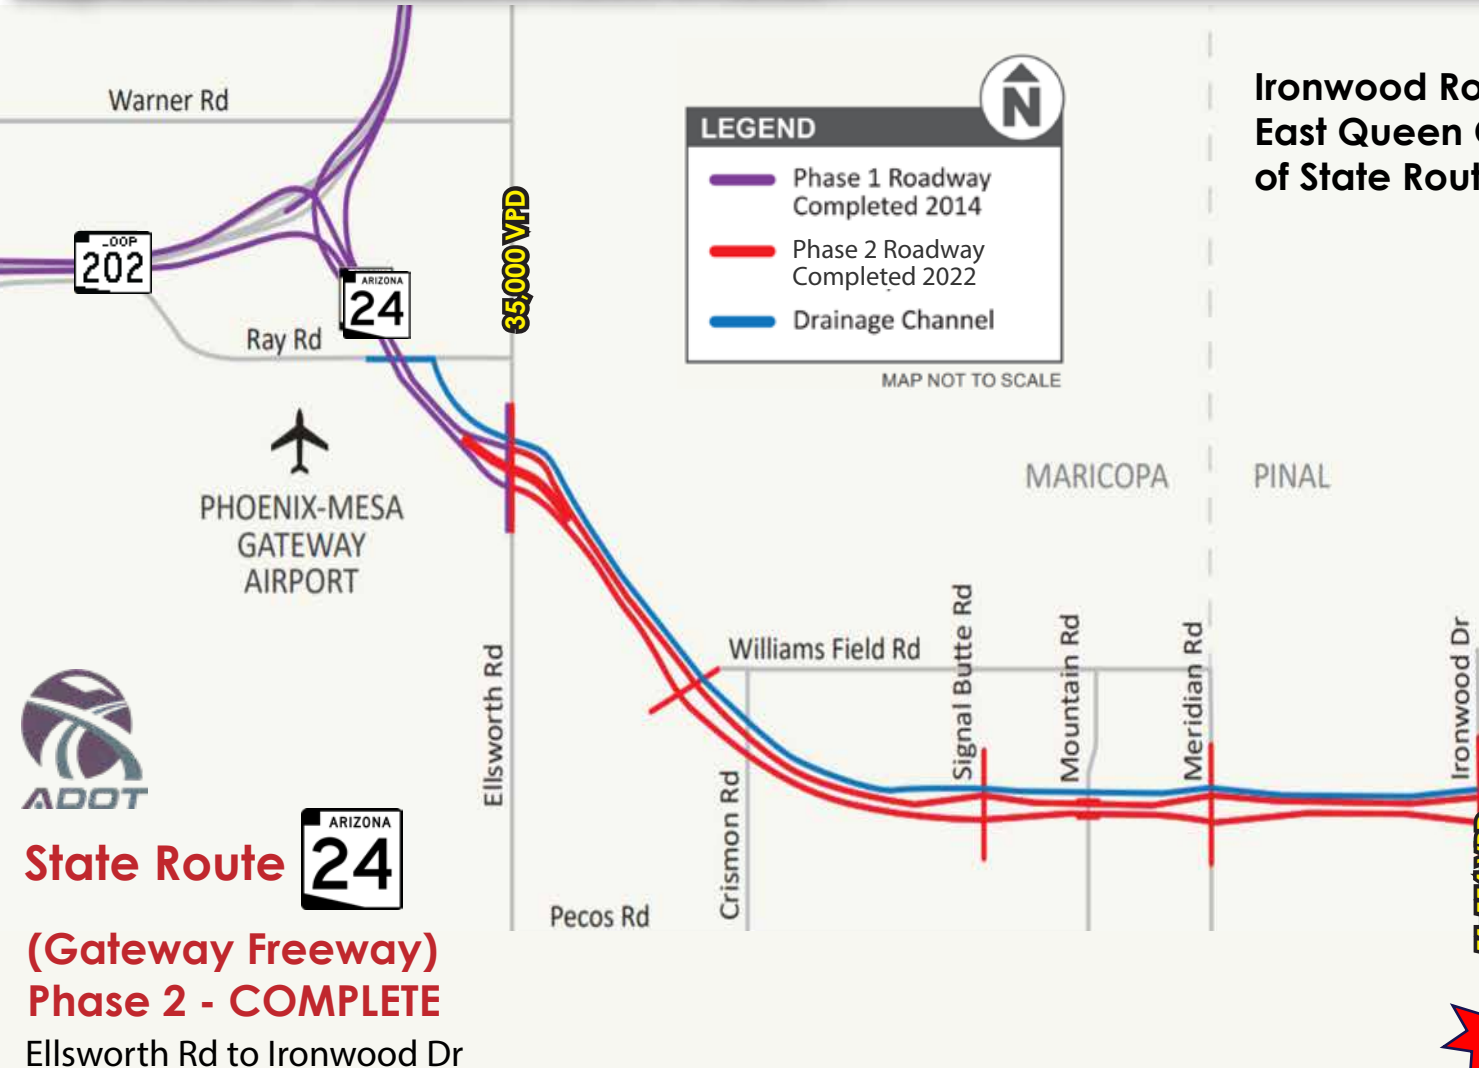 Warner Rd
LOOP
202
ARIZONA
24
Ray Rd
35,000 VPD
N
LEGEND
Phase 1 Roadway
Completed 2014
Phase 2 Roadway
Completed 2022
Drainage Channel
MAP NOT TO SCALE
Ironwood Ro
East Queen
of State Rout
PHOENIX-MESA
GATEWAY
AIRPORT
MARICOPA
PINAL
Ellsworth Rd
Williams Field Rd
Crismon Rd
Signal Butte Rd
Mountain Rd
Meridian Rd
Ironwood Dr
Pecos Rd
ADOT
State Route
ARIZONA
24
(Gateway Freeway)
Phase 2 - COMPLETE
Ellsworth Rd to Ironwood Dr